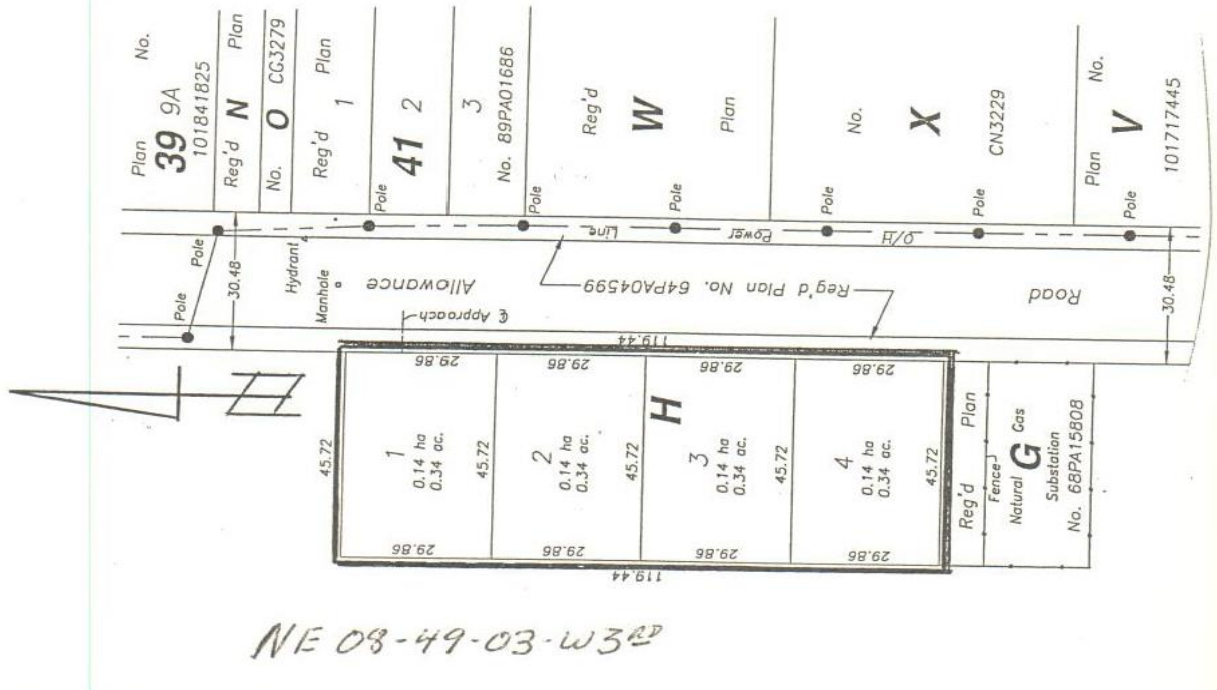 Plan No.
39 9A
101841825
Reg'd N Plan
No. O CG3279
Reg'd Plan
1
41 2
3
No. 89PA01686
Reg'd
W
Plan
No.
X
CN3229
Plan No.
V
101717445
Pole
Pole
Pole
Pole
Pole
Pole
Pole
Pole
O/H Power Line
30.48
Hydrant
Manhole
Road Allowance
Reg'd Plan No. 64PA04599
30.48
℄ Approach
119.44
29.86
29.86
29.86
29.86
45.72
1
0.14 ha
0.34 ac.
45.72
2
0.14 ha
0.34 ac.
45.72
H
3
0.14 ha
0.34 ac.
45.72
4
0.14 ha
0.34 ac.
45.72
29.86
29.86
29.86
29.86
119.44
Reg'd Plan
Fence
Natural G Gas
Substation
No. 68PA15808
NE 08-49-03-W3RD